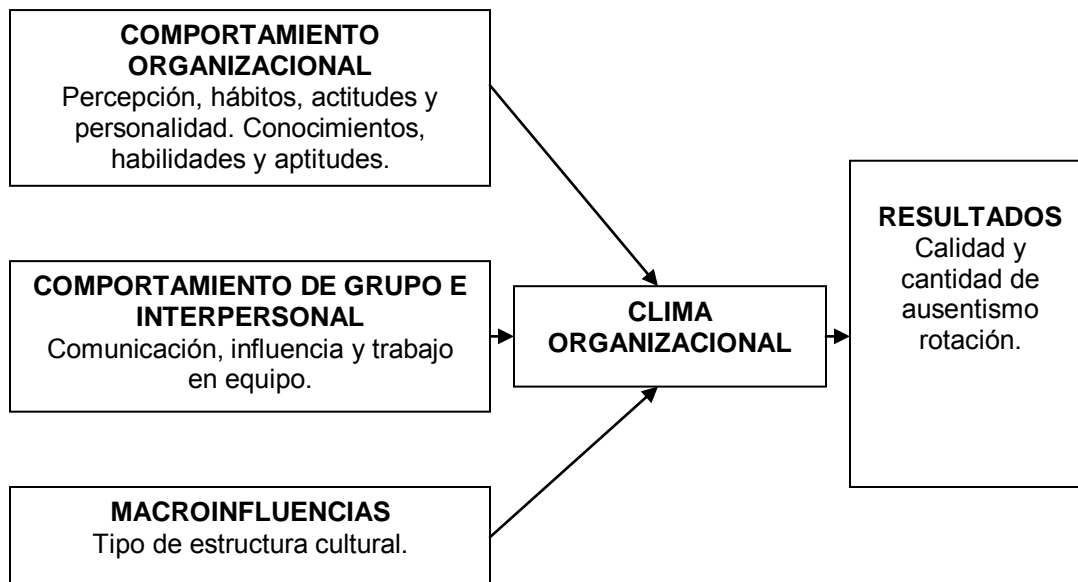 COMPORTAMIENTO
ORGANIZACIONAL
Percepción, hábitos, actitudes y
personalidad. Conocimientos,
habilidades y aptitudes.
COMPORTAMIENTO DE GRUPO E
INTERPERSONAL
Comunicación, influencia y trabajo
en equipo.
MACROINFLUENCIAS
Tipo de estructura cultural.
CLIMA
ORGANIZACIONAL
RESULTADOS
Calidad y
cantidad de
ausentismo
rotación.